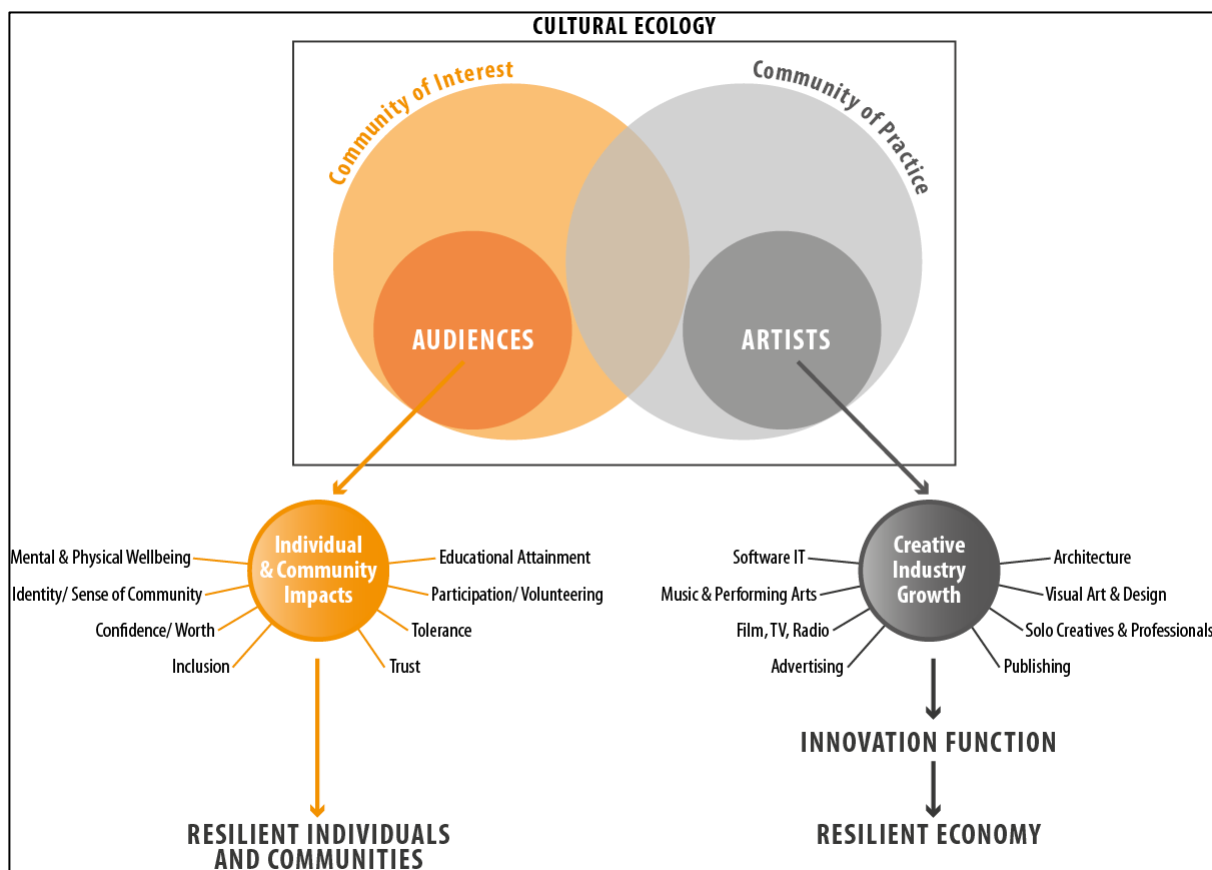 CULTURAL ECOLOGY
Community of Interest
Community of Practice
AUDIENCES
ARTISTS
Individual
& Community
Impacts
Mental & Physical Wellbeing
Identity/ Sense of Community
Confidence/ Worth
Inclusion
Educational Attainment
Participation/ Volunteering
Tolerance
Trust
Creative
Industry
Growth
Software IT
Music & Performing Arts
Film, TV, Radio
Advertising
Architecture
Visual Art & Design
Solo Creatives & Professionals
Publishing
INNOVATION FUNCTION
RESILIENT INDIVIDUALS
AND COMMUNITIES
RESILIENT ECONOMY